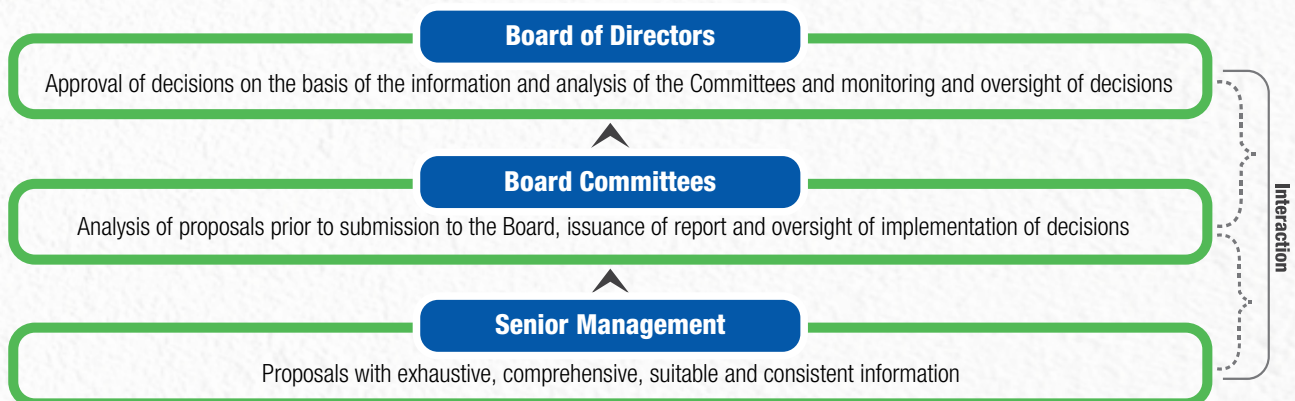 Board of Directors
Approval of decisions on the basis of the information and analysis of the Committees and monitoring and oversight of decisions
Board Committees
Analysis of proposals prior to submission to the Board, issuance of report and oversight of implementation of decisions
Senior Management
Proposals with exhaustive, comprehensive, suitable and consistent information
Interaction